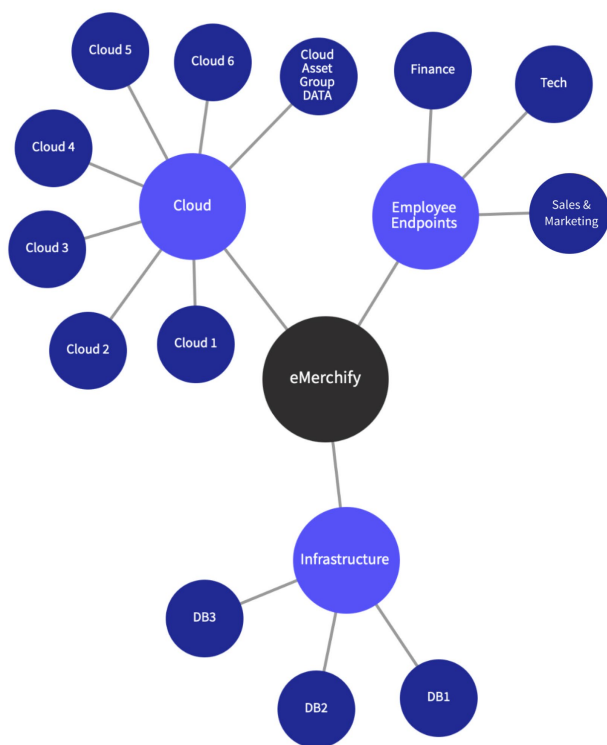 Cloud 5
Cloud 6
Cloud
Asset
Group
DATA
Finance
Tech
Cloud 4
Cloud
Employee
Endpoints
Sales &
Marketing
Cloud 3
Cloud 2
Cloud 1
eMerchify
Infrastructure
DB3
DB2
DB1